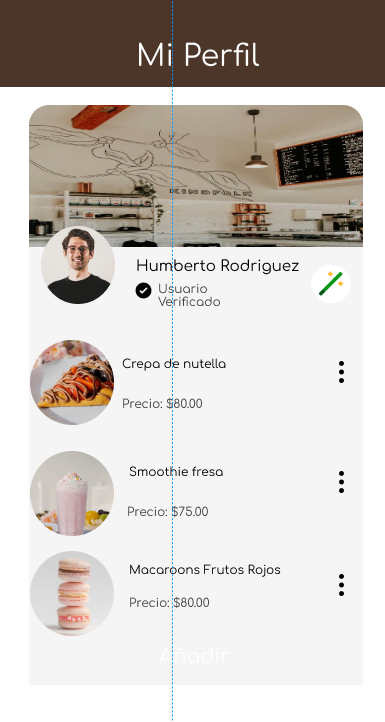 Mi Perfil
KINDFOLK
Humberto Rodriguez
Usuario
Verificado
Crepa de nutella
Precio: $80.00
Smoothie fresa
Precio: $75.00
Macaroons Frutos Rojos
Precio: $80.00
Añadir